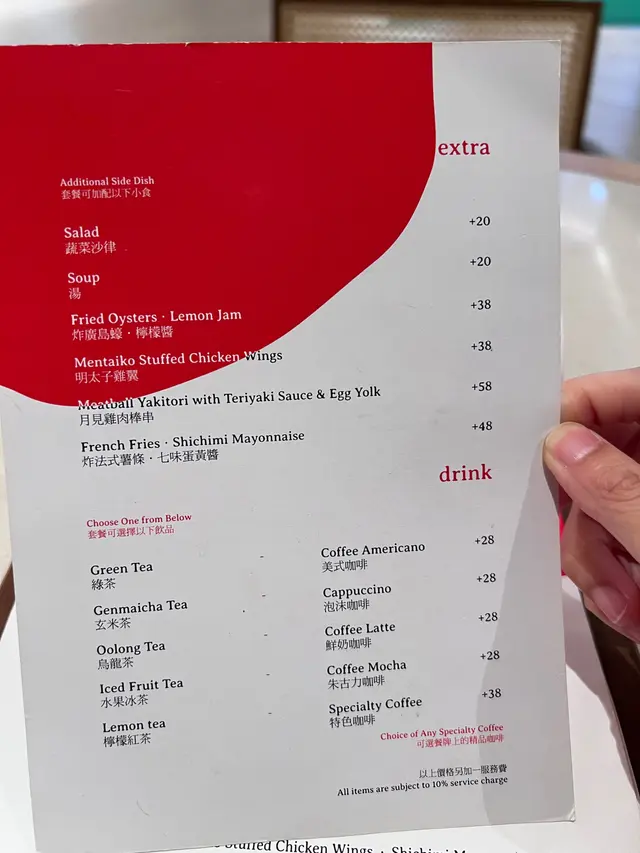 extra
Additional Side Dish
套餐可加配以下小食
Salad +20
蔬菜沙律
Soup +20
湯
Fried Oysters · Lemon Jam +38
炸廣島蠔 · 檸檬醬
Mentaiko Stuffed Chicken Wings +38
明太子雞翼
Meatball Yakitori with Teriyaki Sauce & Egg Yolk +58
月見雞肉棒串
French Fries · Shichimi Mayonnaise +48
炸法式薯條 · 七味蛋黃醬
drink
Choose One from Below
套餐可選擇以下飲品
Green Tea -
綠茶
Genmaicha Tea -
玄米茶
Oolong Tea -
烏龍茶
Iced Fruit Tea -
水果冰茶
Lemon tea -
檸檬紅茶
Coffee Americano +28
美式咖啡
Cappuccino +28
泡沫咖啡
Coffee Latte +28
鮮奶咖啡
Coffee Mocha +28
朱古力咖啡
Specialty Coffee +38
特色咖啡
Choice of Any Specialty Coffee
可選餐牌上的精品咖啡
以上價格另加一服務費
All items are subject to 10% service charge
Stuffed Chicken Wings